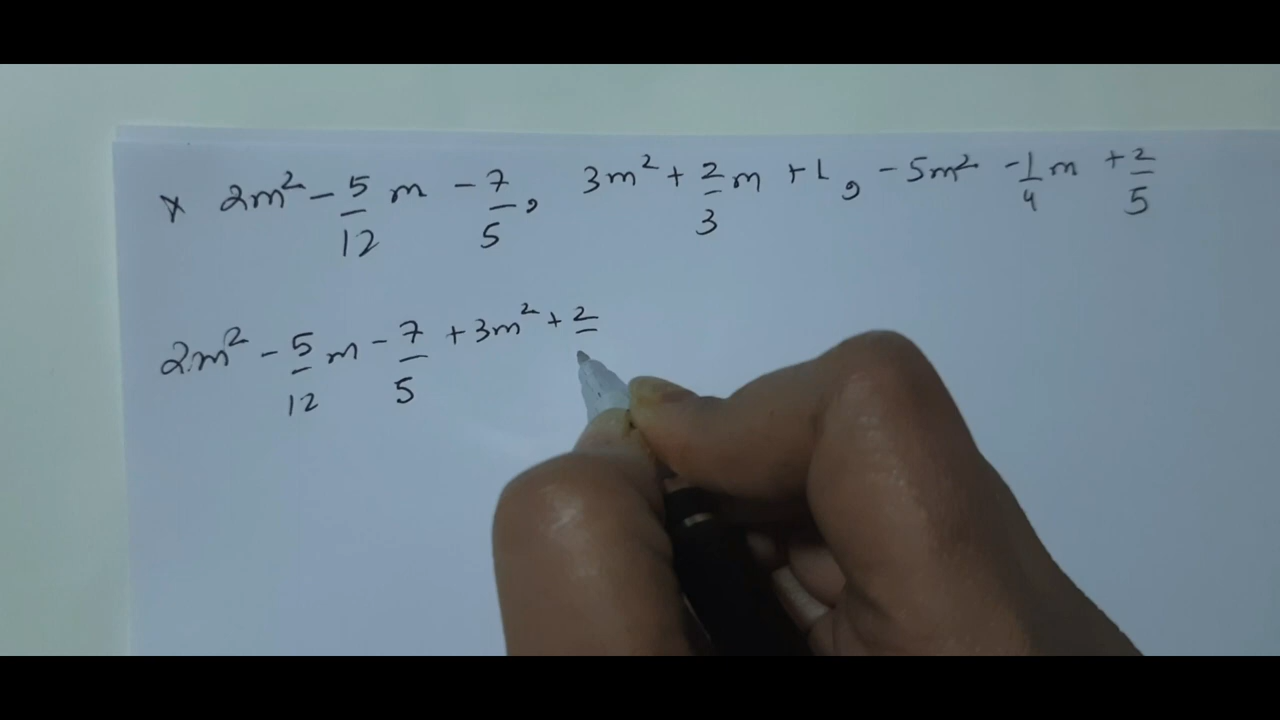 × 2m² - 5/12 m - 7/5, 3m² + 2/3 m + 1, - 5m² - 1/4 m + 2/5
2m² - 5/12 m - 7/5 + 3m² + 2/